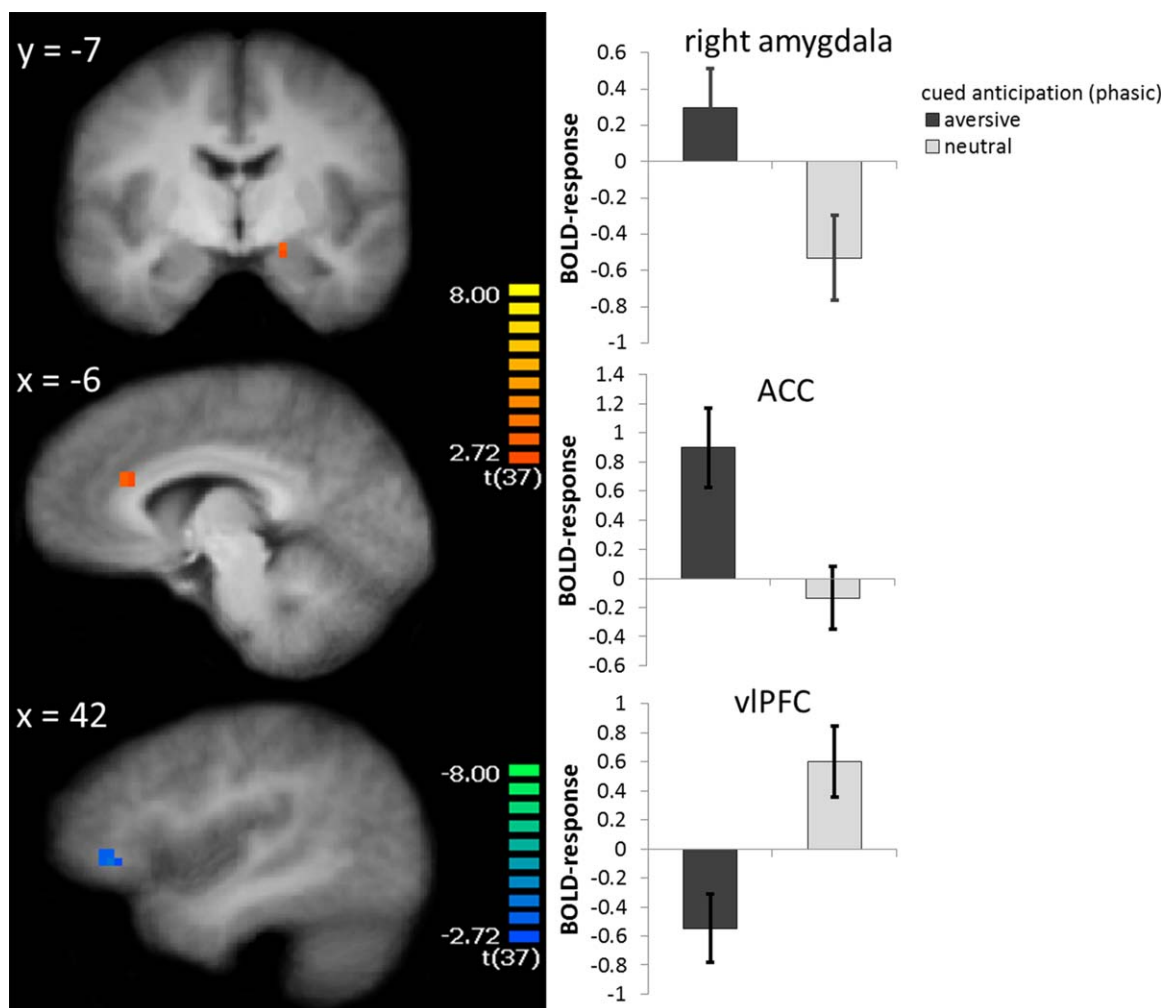 y = -7
x = -6
x = 42
8.00
2.72
t(37)
-8.00
-2.72
t(37)
right amygdala
BOLD-response
0.6
0.4
0.2
0
-0.2
-0.4
-0.6
-0.8
-1
cued anticipation (phasic)
aversive
neutral
ACC
BOLD-response
1.4
1.2
1
0.8
0.6
0.4
0.2
0
-0.2
-0.4
-0.6
vlPFC
BOLD-response
1
0.8
0.6
0.4
0.2
0
-0.2
-0.4
-0.6
-0.8
-1